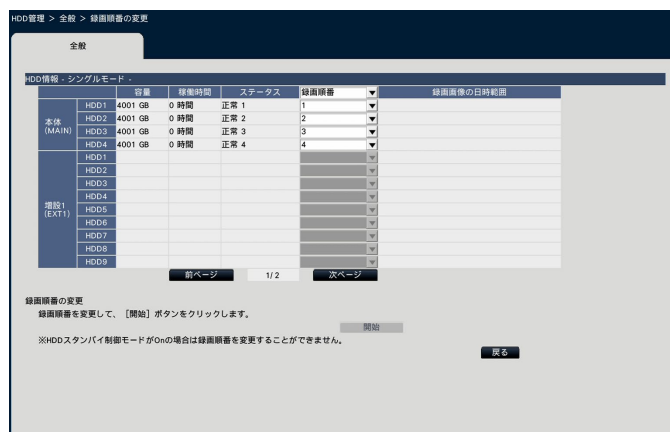 HDD管理 > 全般 > 録画順番の変更
全般
HDD情報 - シングルモード -
容量 稼働時間 ステータス 録画順番 録画画像の日時範囲
本体 (MAIN)
HDD1 4001 GB 0 時間 正常 1 1
HDD2 4001 GB 0 時間 正常 2 2
HDD3 4001 GB 0 時間 正常 3 3
HDD4 4001 GB 0 時間 正常 4 4
増設1 (EXT1)
HDD1
HDD2
HDD3
HDD4
HDD5
HDD6
HDD7
HDD8
HDD9
前ページ 1/ 2 次ページ
録画順番の変更
録画順番を変更して、［開始］ボタンをクリックします。
開始
※HDDスタンバイ制御モードがOnの場合は録画順番を変更することができません。
戻る